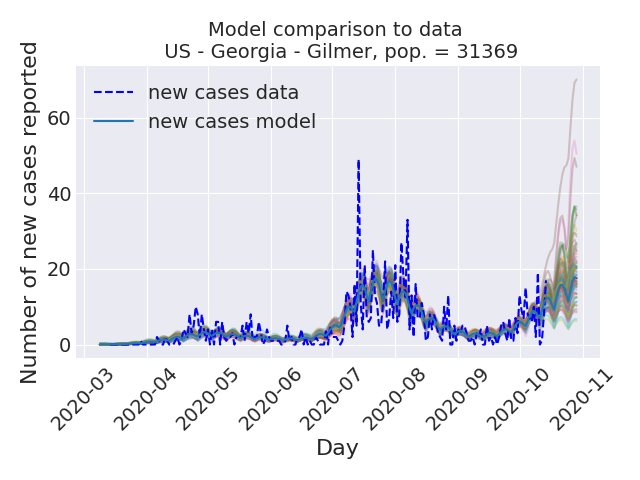 Model comparison to data
US - Georgia - Gilmer, pop. = 31369
Number of new cases reported
60
40
20
0
new cases data
new cases model
2020-03
2020-04
2020-05
2020-06
2020-07
2020-08
2020-09
2020-10
2020-11
Day